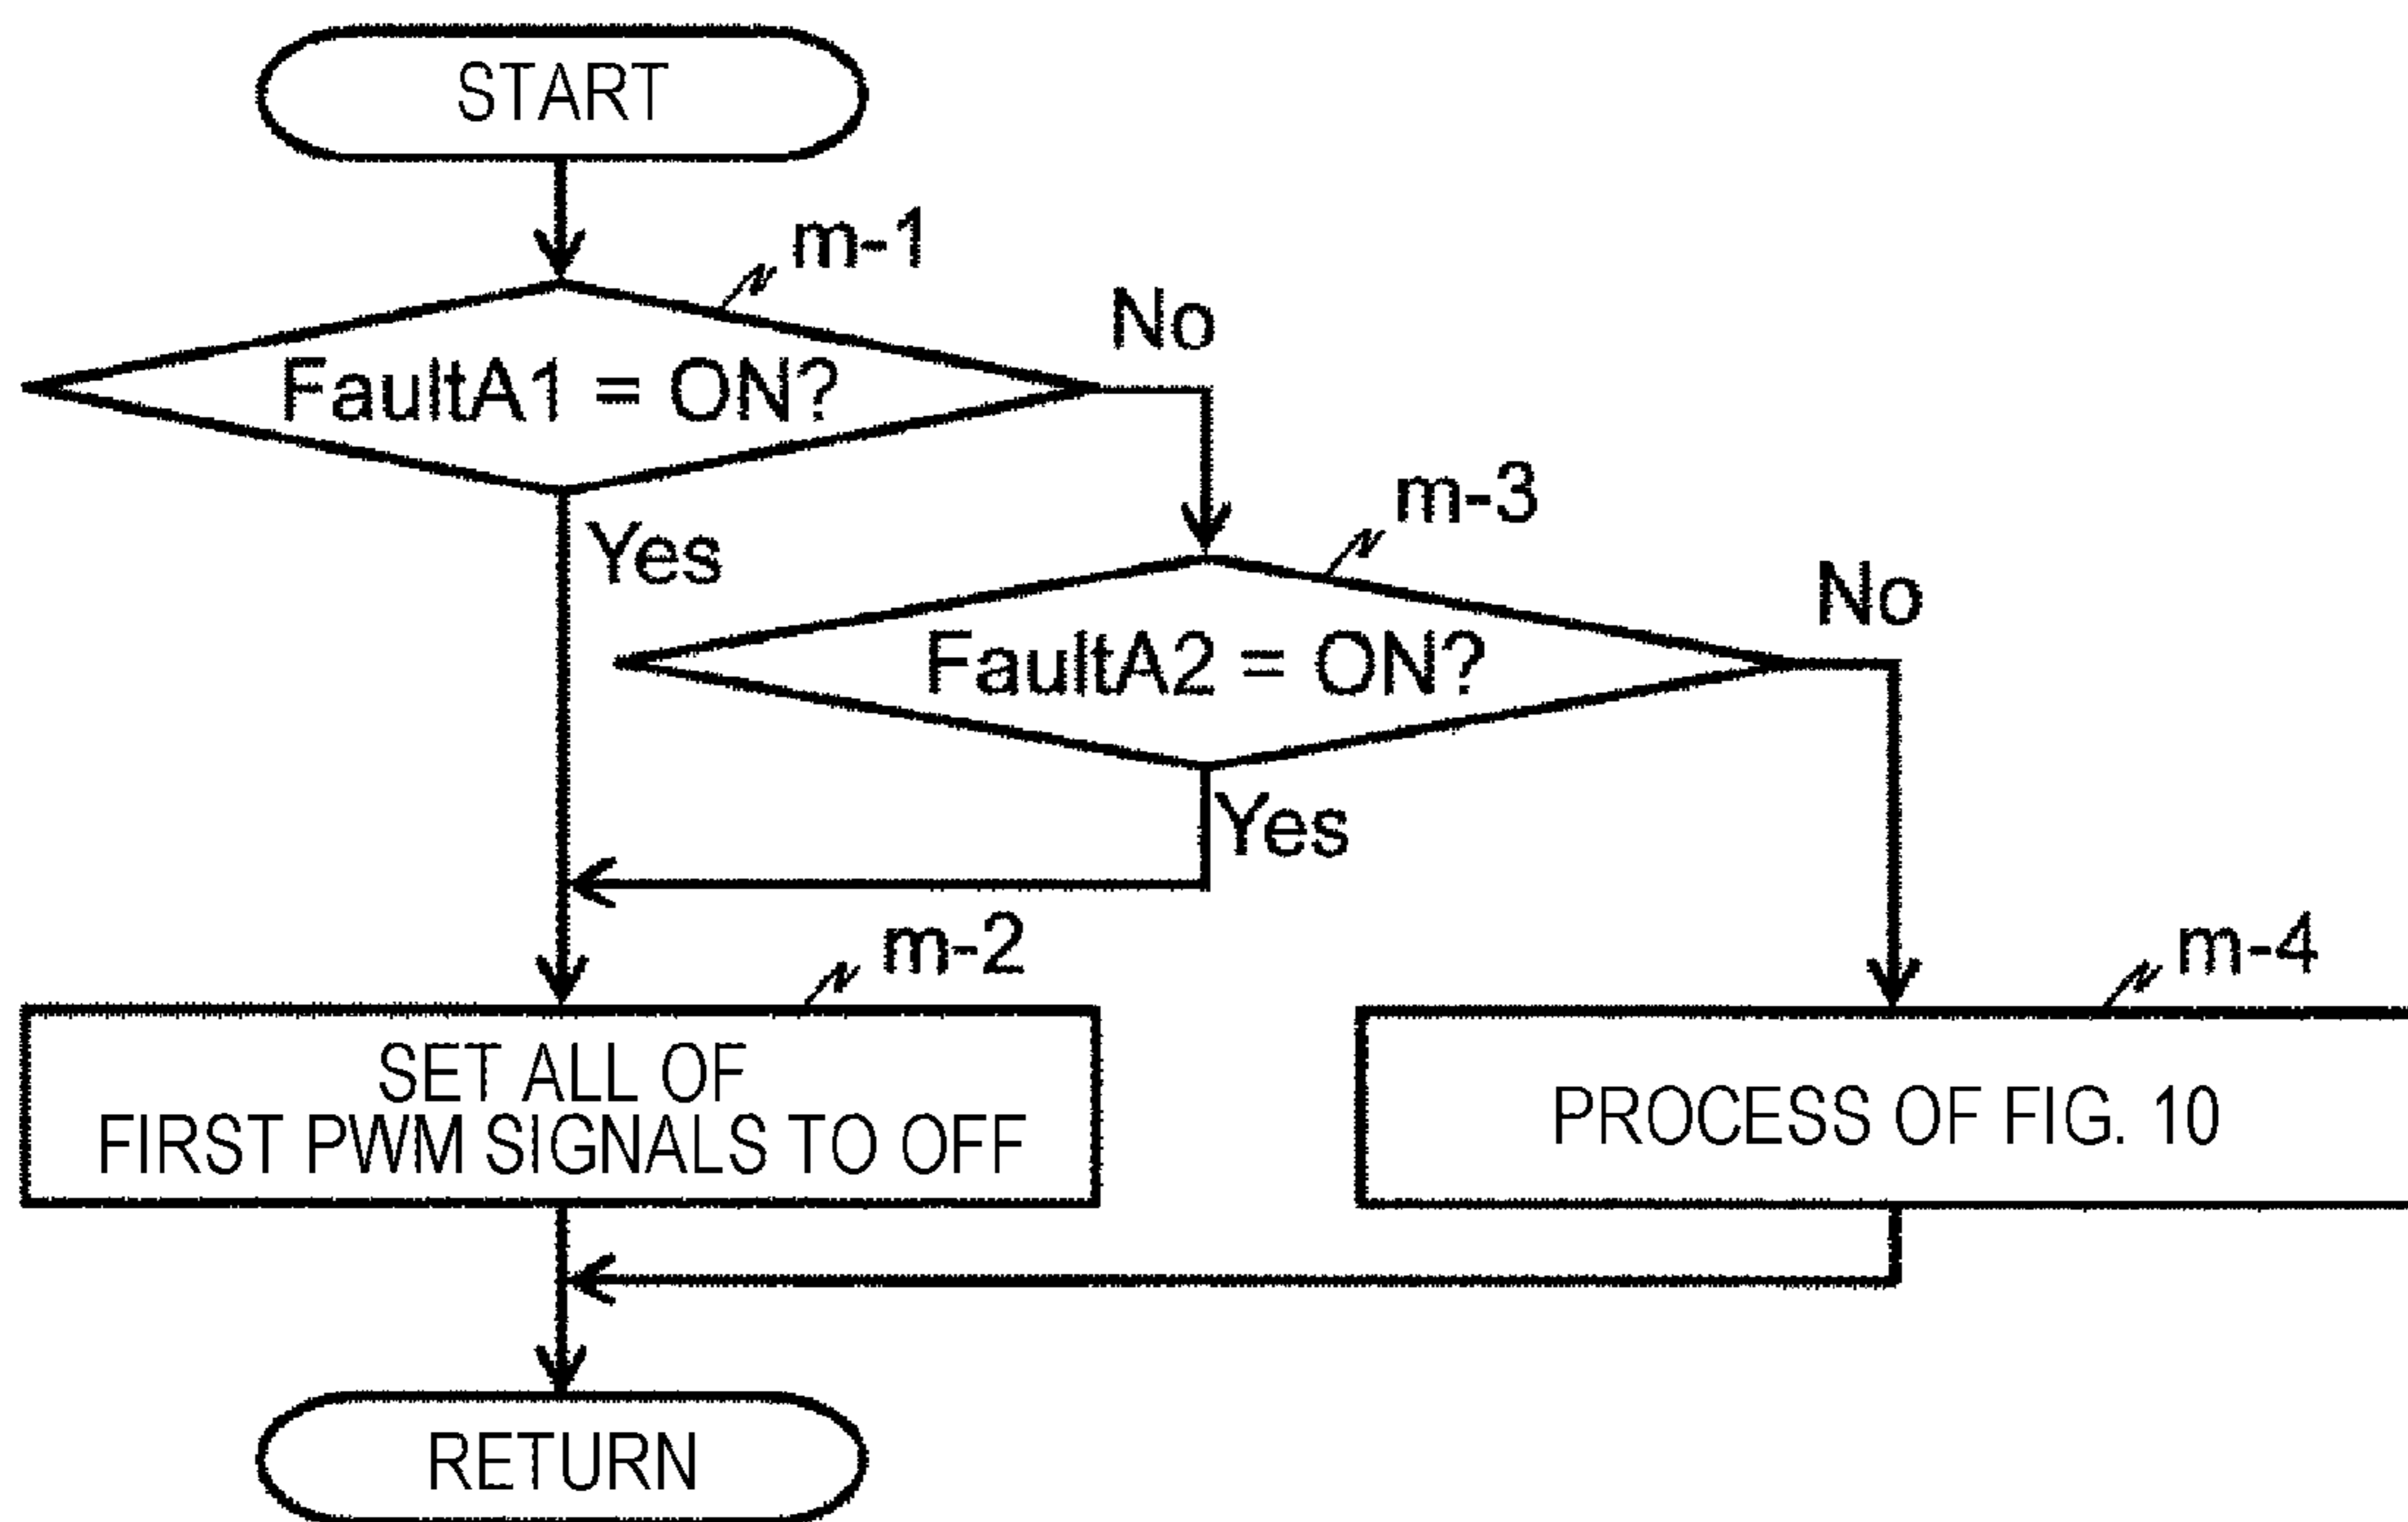 START
m-1
No
FaultA1 = ON?
m-3
Yes
No
FaultA2 = ON?
Yes
m-2
m-4
SET ALL OF
FIRST PWM SIGNALS TO OFF
PROCESS OF FIG. 10
RETURN